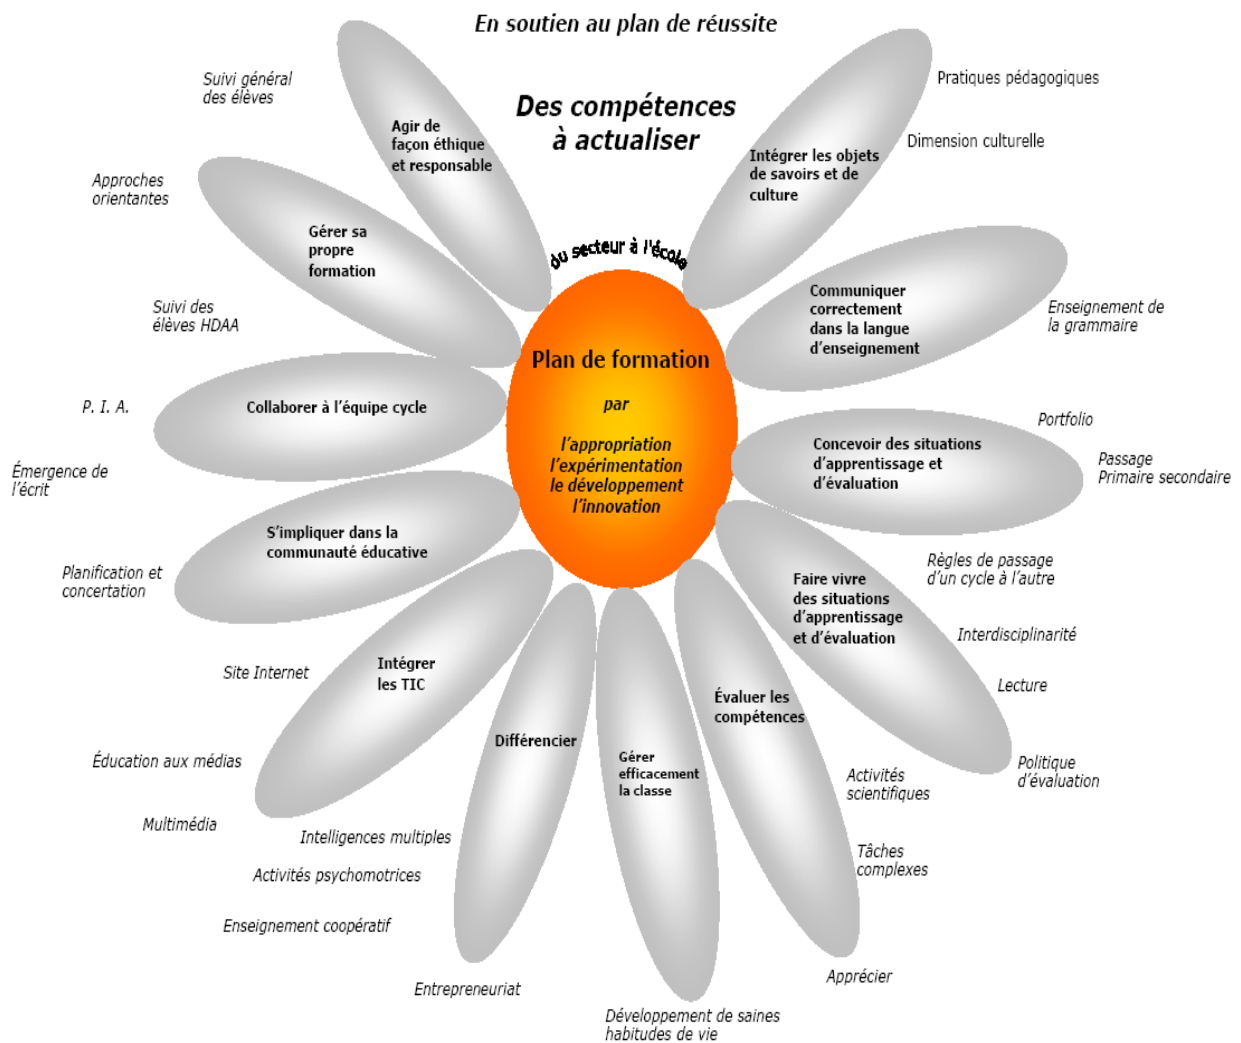 En soutien au plan de réussite
Des compétences
à actualiser
du secteur à l'école
Plan de formation
par
l'appropriation
l'expérimentation
le développement
l'innovation
Intégrer les objets
de savoirs et de
culture
Pratiques pédagogiques
Dimension culturelle
Communiquer
correctement
dans la langue
d'enseignement
Enseignement de
la grammaire
Concevoir des situations
d'apprentissage et
d'évaluation
Portfolio
Passage
Primaire secondaire
Règles de passage
d'un cycle à l'autre
Faire vivre
des situations
d'apprentissage
et d'évaluation
Interdisciplinarité
Lecture
Politique
d'évaluation
Évaluer les
compétences
Activités
scientifiques
Tâches
complexes
Apprécier
Gérer
efficacement
la classe
Développement de saines
habitudes de vie
Différencier
Intelligences multiples
Activités psychomotrices
Enseignement coopératif
Entrepreneuriat
Intégrer
les TIC
Site Internet
Éducation aux médias
Multimédia
S'impliquer dans la
communauté éducative
Planification et
concertation
Émergence de
l'écrit
Collaborer à l'équipe cycle
P. I. A.
Suivi des
élèves HDAA
Gérer sa
propre
formation
Approches
orientantes
Agir de
façon éthique
et responsable
Suivi général
des élèves